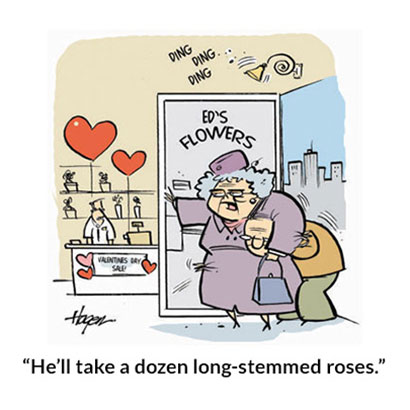 DING
DING
DING
ED'S
FLOWERS
VALENTINES DAY
SALE!
Hagen
“He’ll take a dozen long-stemmed roses.”